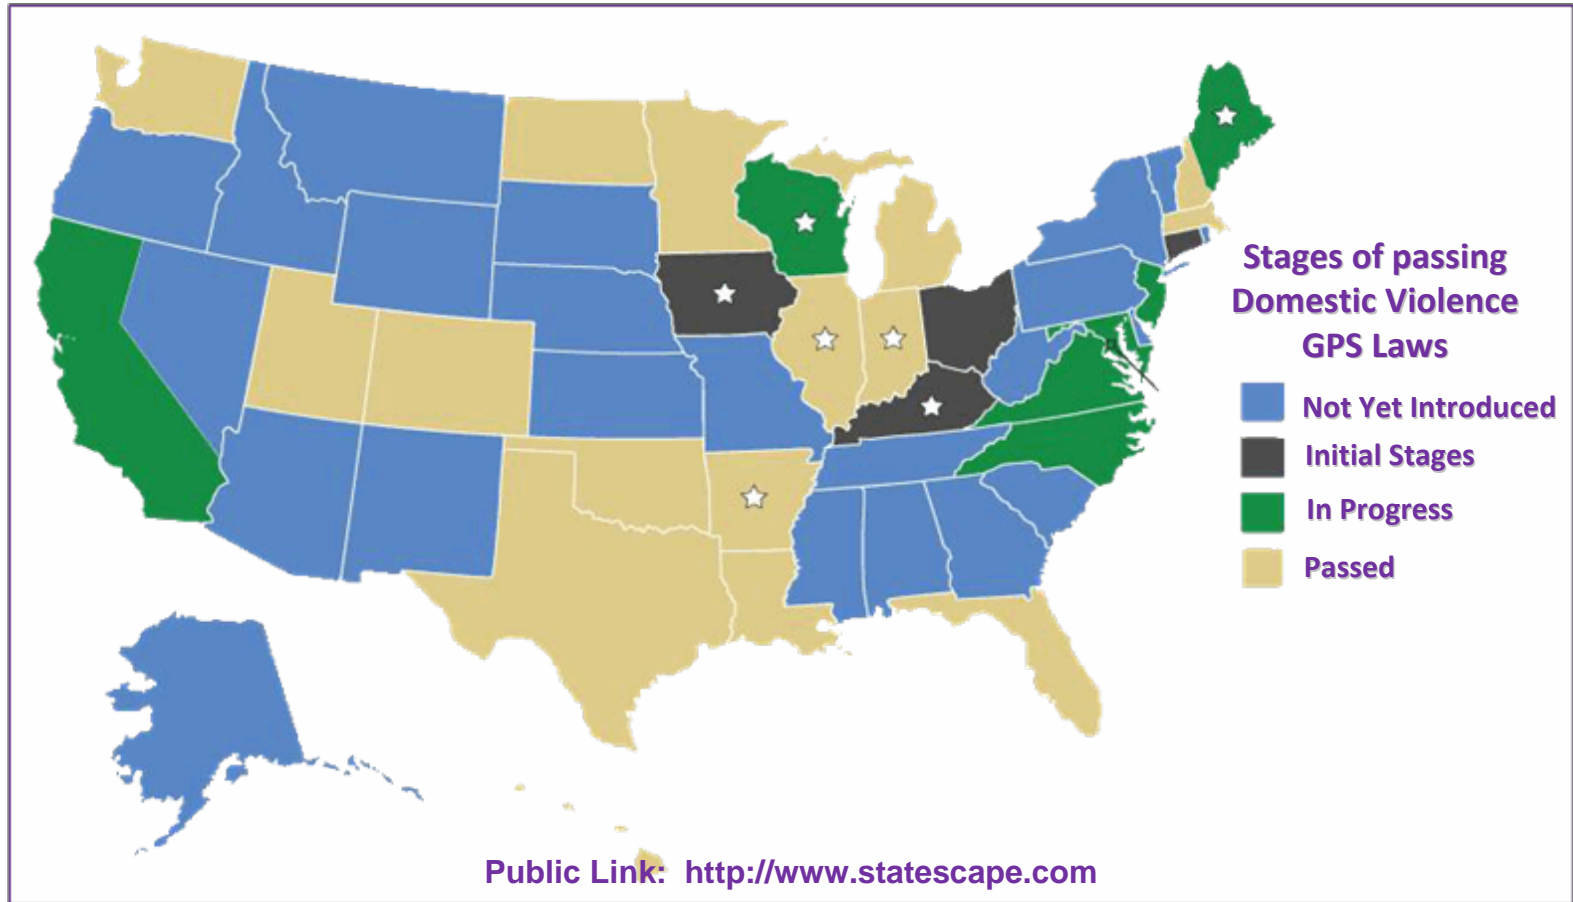 Stages of passing
Domestic Violence
GPS Laws
Not Yet Introduced
Initial Stages
In Progress
Passed
Public Link:  http://www.statescape.com